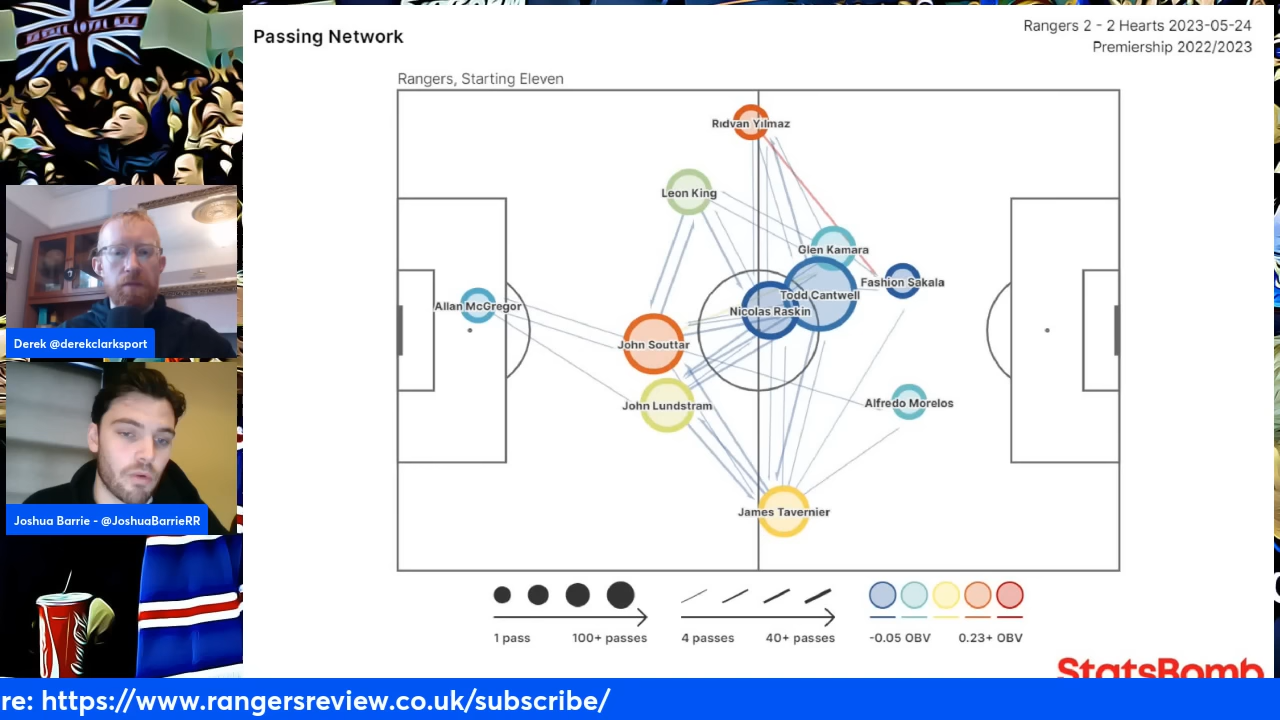 Passing Network
Rangers 2 - 2 Hearts 2023-05-24
Premiership 2022/2023
Rangers, Starting Eleven
Rıdvan Yılmaz
Leon King
Glen Kamara
Fashion Sakala
Todd Cantwell
Allan McGregor
Nicolas Raskin
John Souttar
Derek @derekclarksport
Alfredo Morelos
John Lundstram
James Tavernier
Joshua Barrie - @JoshuaBarrieRR
1 pass
100+ passes
4 passes
40+ passes
-0.05 OBV
0.23+ OBV
StatsBomb
re: https://www.rangersreview.co.uk/subscribe/